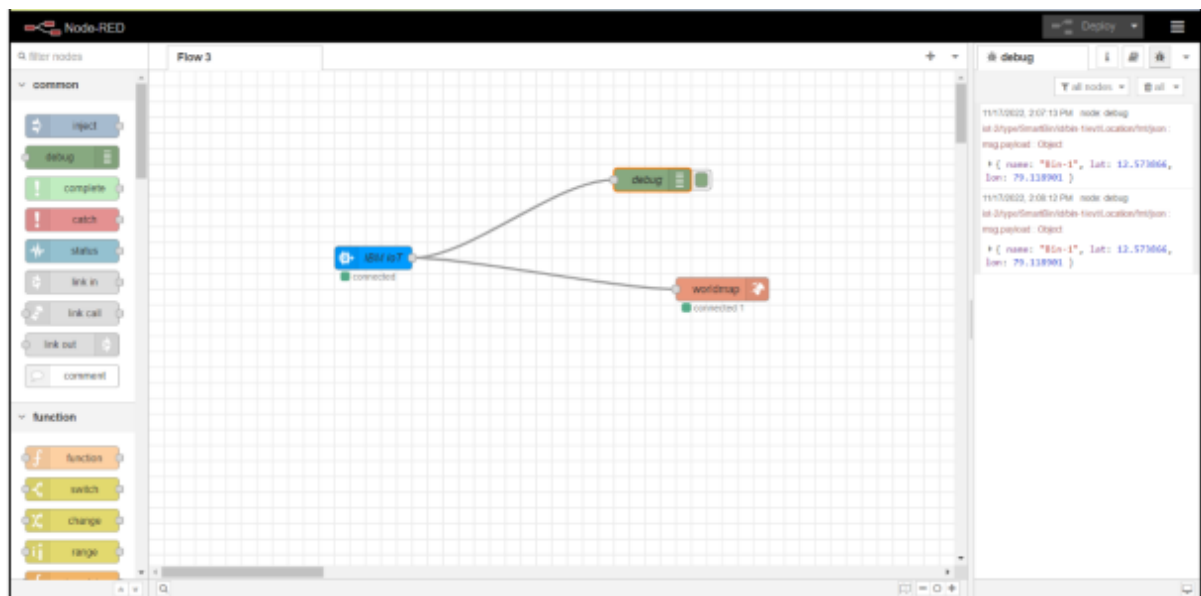 Node-RED
Deploy
filter nodes
Flow 3
debug
i
common
all nodes
all
inject
debug
complete
catch
status
link in
link call
link out
comment
function
function
switch
change
range
IBM IoT
connected
debug
worldmap
connected 1
11/17/2022, 2:07:13 PM node: debug
msg.payload : Object
{ name: "Bin-1", lat: 12.573866,
lon: 79.118901 }
11/17/2022, 2:08:12 PM node: debug
msg.payload : Object
{ name: "Bin-1", lat: 12.573866,
lon: 79.118901 }